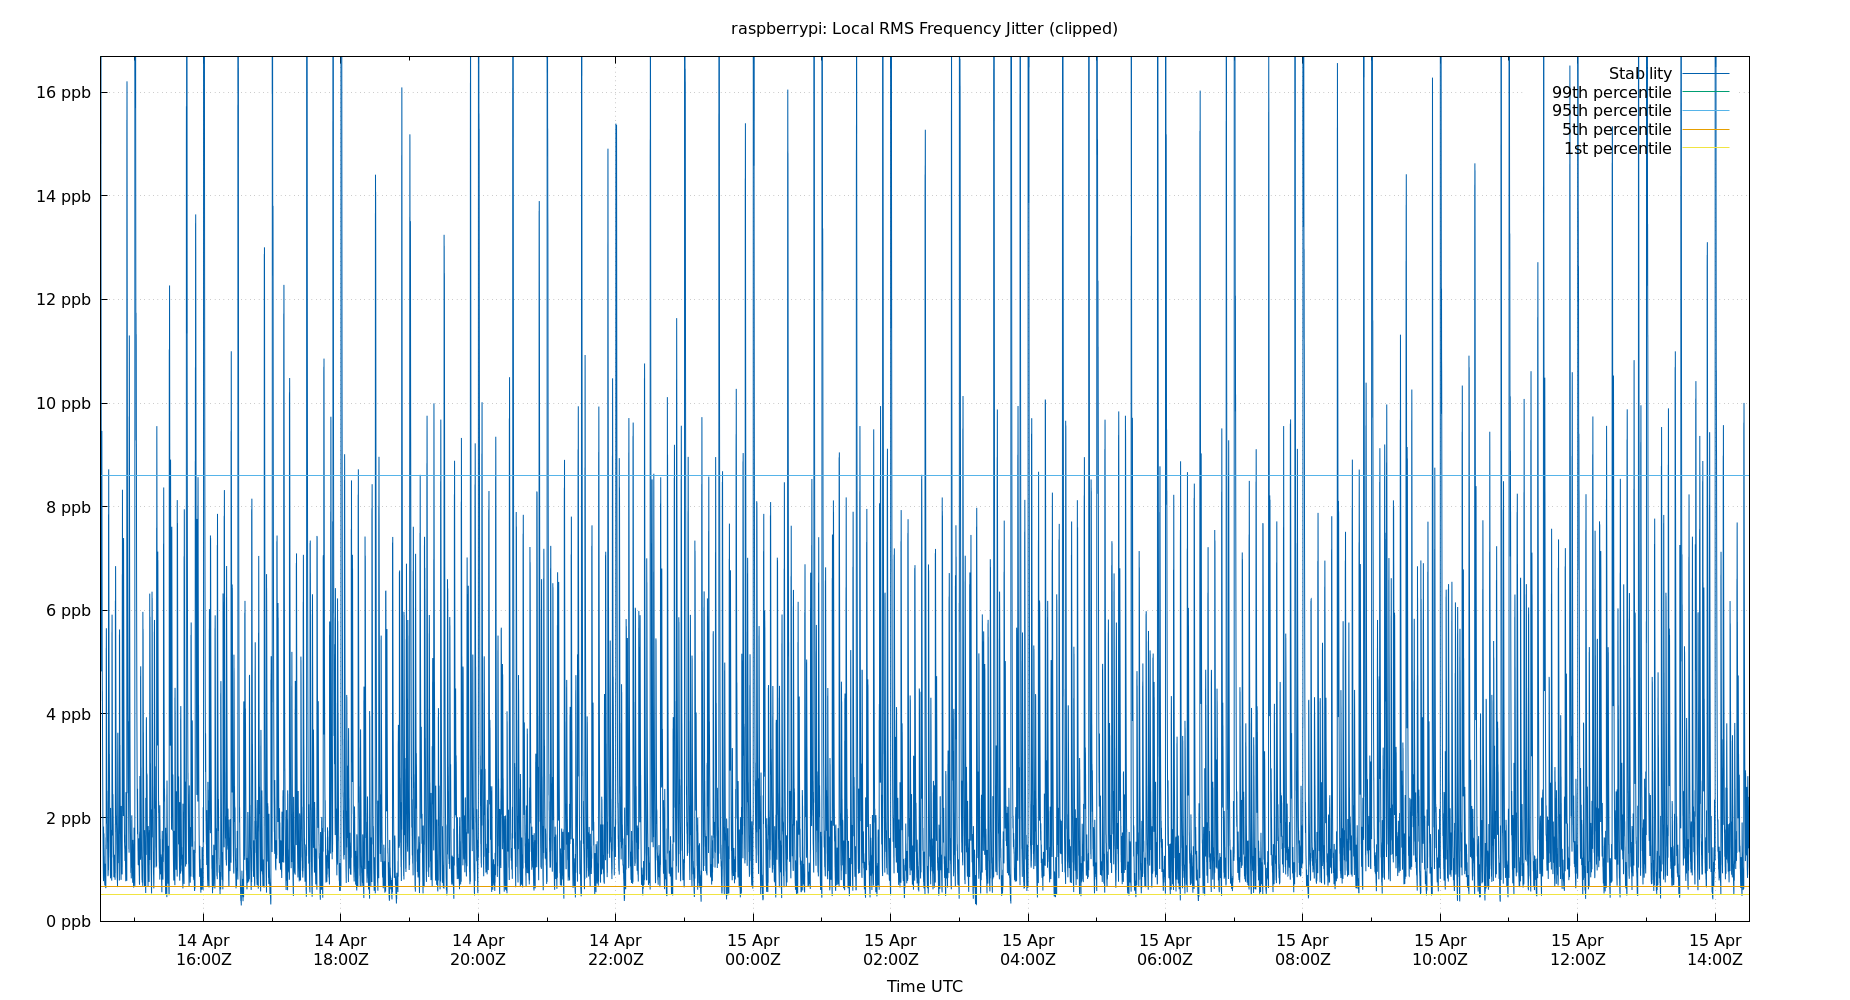 raspberrypi: Local RMS Frequency Jitter (clipped)
Stability
99th percentile
95th percentile
5th percentile
1st percentile
16 ppb
14 ppb
12 ppb
10 ppb
8 ppb
6 ppb
4 ppb
2 ppb
0 ppb
14 Apr 14 Apr 14 Apr 14 Apr 15 Apr 15 Apr 15 Apr 15 Apr 15 Apr 15 Apr 15 Apr 15 Apr
16:00Z 18:00Z 20:00Z 22:00Z 00:00Z 02:00Z 04:00Z 06:00Z 08:00Z 10:00Z 12:00Z 14:00Z
Time UTC